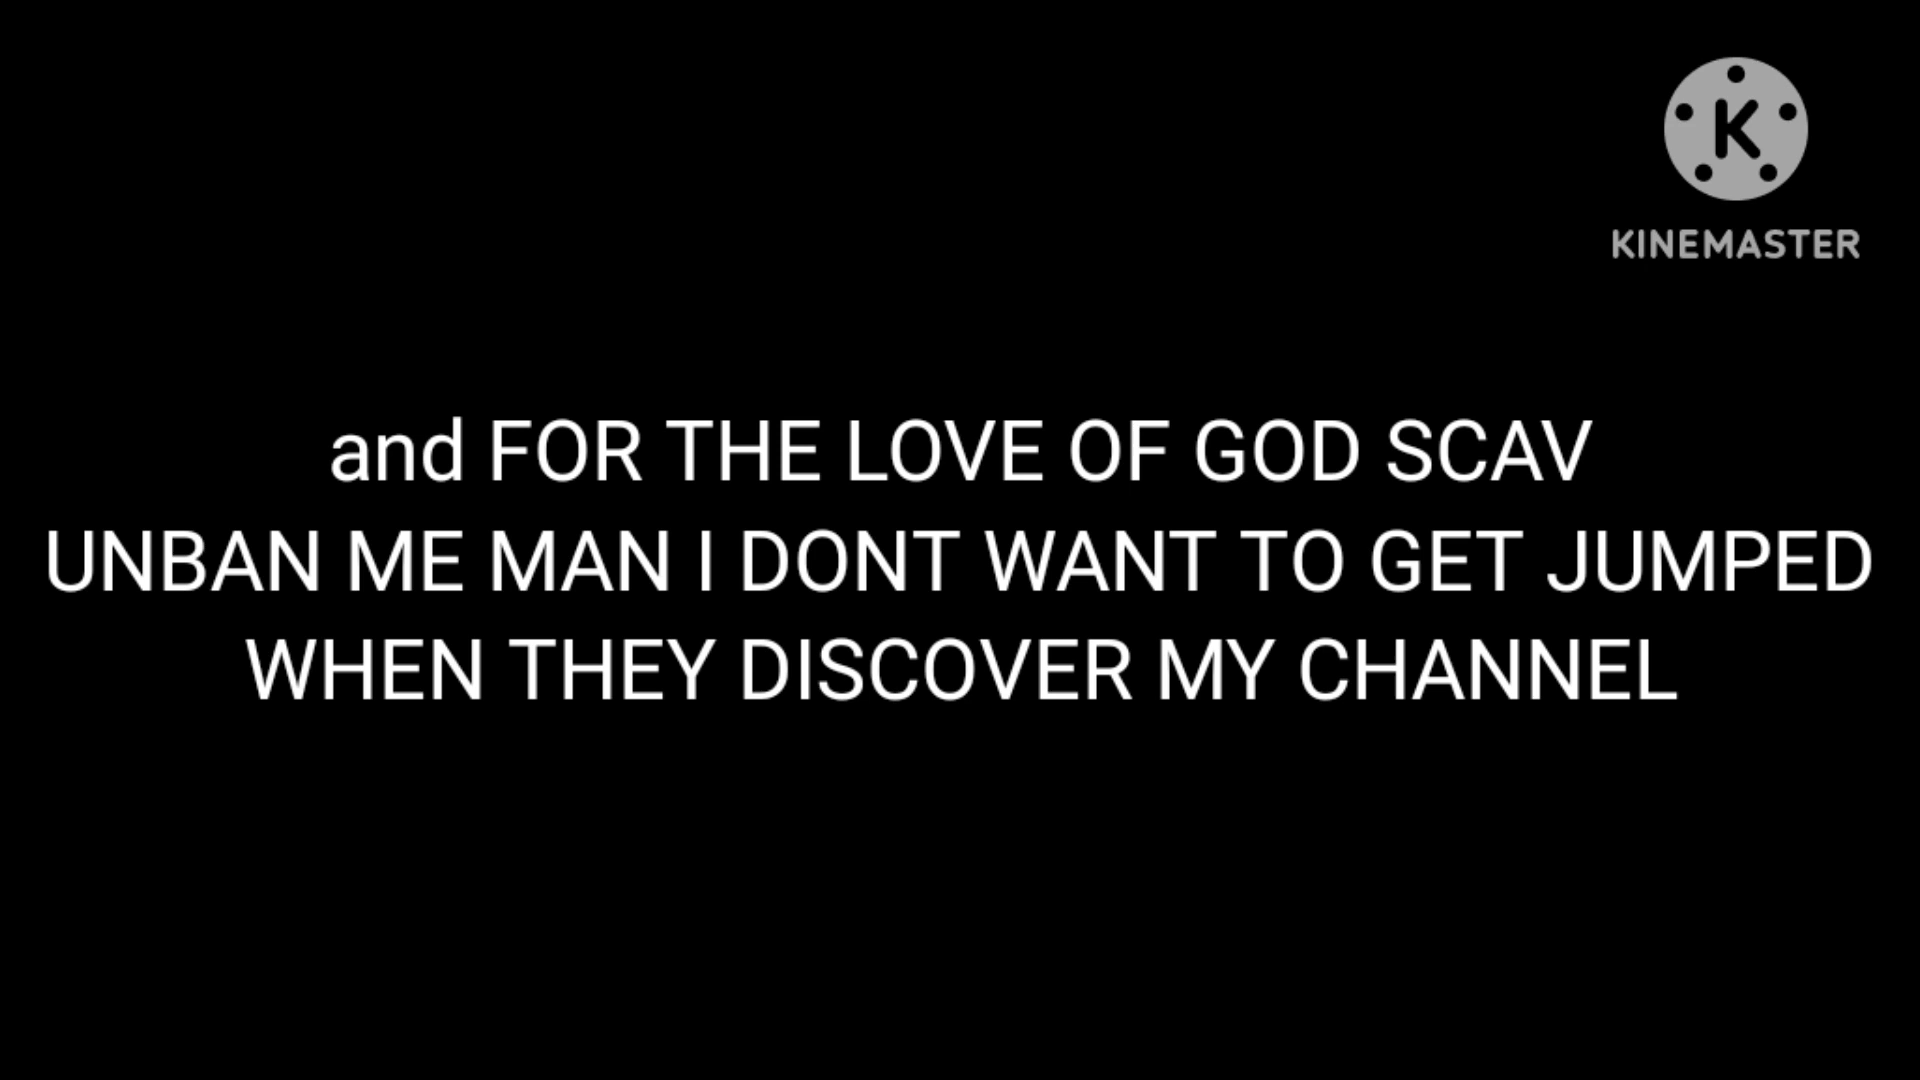 K
KINEMASTER
and FOR THE LOVE OF GOD SCAV
UNBAN ME MAN I DONT WANT TO GET JUMPED
WHEN THEY DISCOVER MY CHANNEL